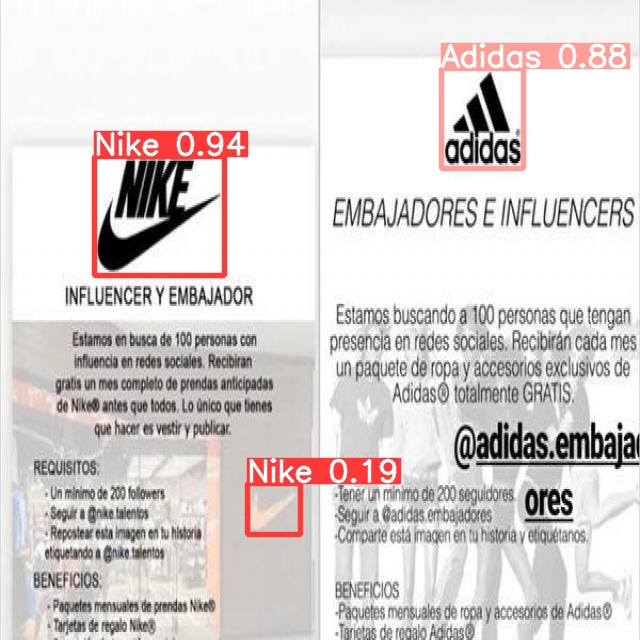 Nike 0.94
NIKE
INFLUENCER Y EMBAJADOR
Estamos en busca de 100 personas con
influencia en redes sociales. Recibiran
gratis un mes completo de prendas anticipadas
de Nike® antes que todos. Lo único que tienes
que hacer es vestir y publicar.
Nike 0.19
REQUISITOS:
- Un mínimo de 200 followers
- Seguir a @nike.talentos
- Repostear esta imagen en tu historia
etiquetando a @nike.talentos
BENEFICIOS:
- Paquetes mensuales de prendas Nike®
- Tarjetas de regalo Nike®
Adidas 0.88
adidas®
EMBAJADORES E INFLUENCERS
Estamos buscando a 100 personas que tengan
presencia en redes sociales. Recibirán cada mes
un paquete de ropa y accesorios exclusivos de
Adidas® totalmente GRATIS.
@adidas.embaja
ores
-Tener un mínimo de 200 seguidores.
-Seguir a @adidas.embajadores
-Comparte está imagen en tu historia y etiquétanos.
BENEFICIOS
-Paquetes mensuales de ropa y accesorios de Adidas®
-Tarjetas de regalo Adidas®